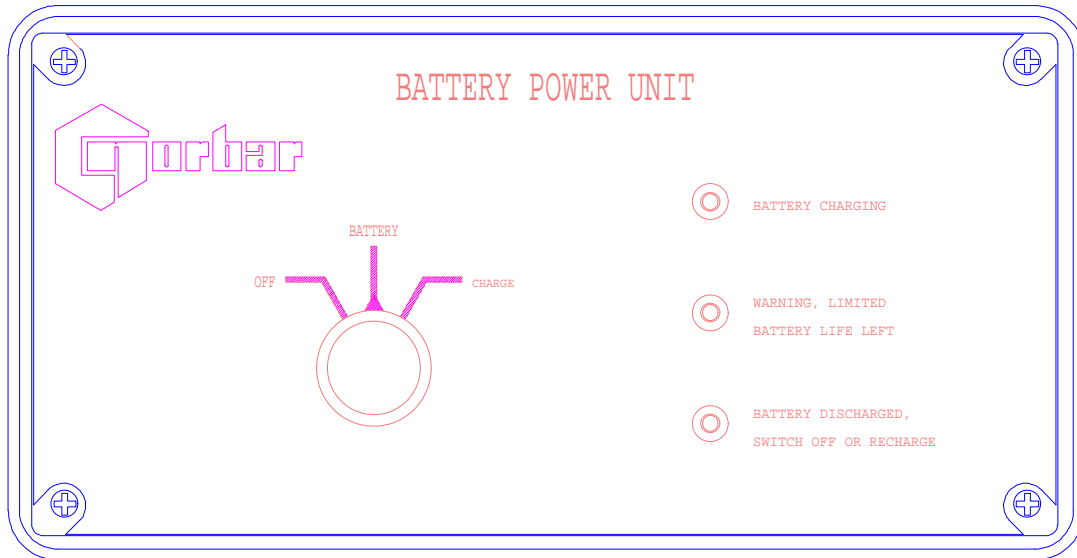 BATTERY POWER UNIT
Gorbar
BATTERY
OFF
CHARGE
BATTERY CHARGING
WARNING, LIMITED
BATTERY LIFE LEFT
BATTERY DISCHARGED,
SWITCH OFF OR RECHARGE